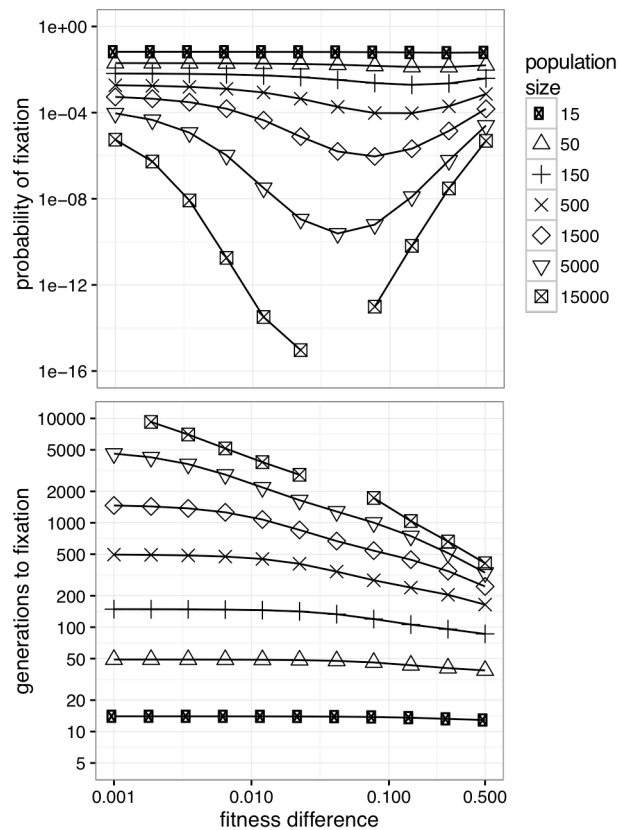 probability of fixation
1e+00
1e−04
1e−08
1e−12
1e−16
population
size
15
50
150
500
1500
5000
15000
generations to fixation
10000
5000
2000
1000
500
200
100
50
20
10
5
0.001
0.010
0.100
0.500
fitness difference